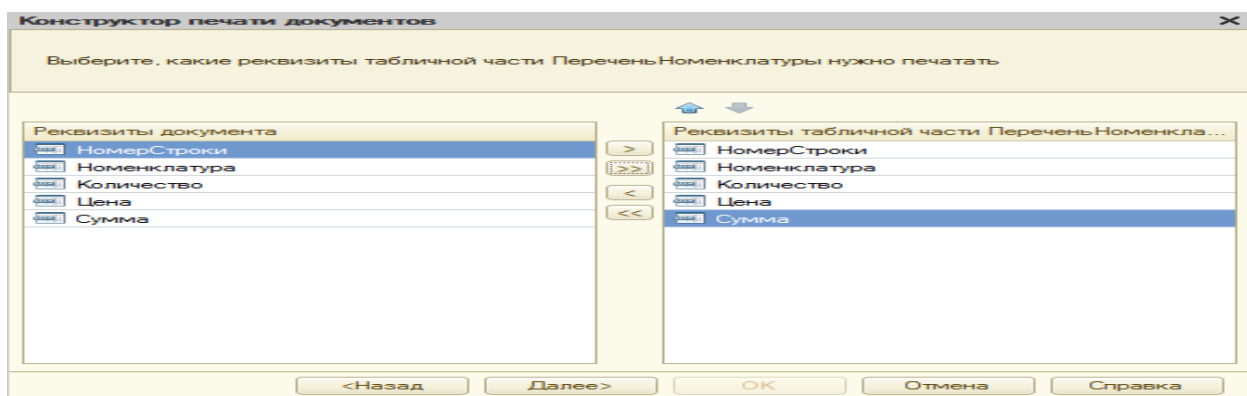 Конструктор печати документов
Выберите, какие реквизиты табличной части ПереченьНоменклатуры нужно печатать
Реквизиты документа
НомерСтроки
Номенклатура
Количество
Цена
Сумма
>
>>
<
<<
Реквизиты табличной части ПереченьНоменкла...
НомерСтроки
Номенклатура
Количество
Цена
Сумма
<Назад Далее> ОК Отмена Справка